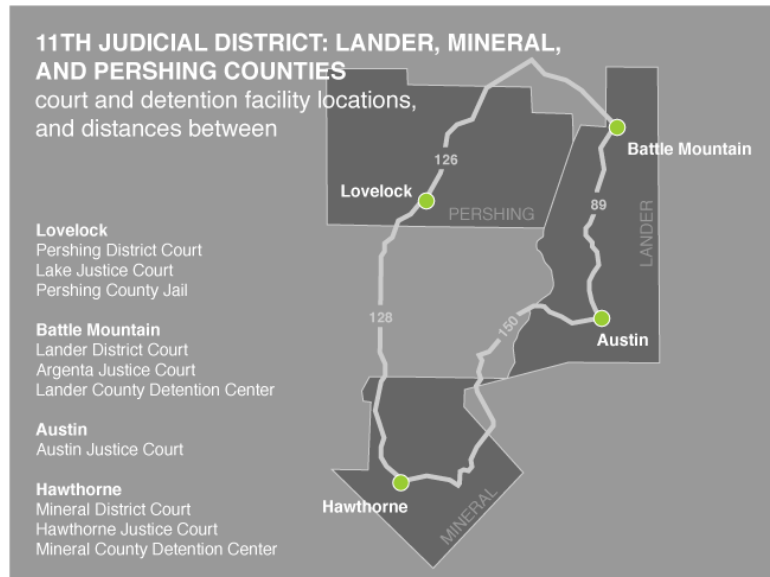 11TH JUDICIAL DISTRICT: LANDER, MINERAL,
AND PERSHING COUNTIES
court and detention facility locations,
and distances between
Battle Mountain
126
Lovelock
PERSHING
89
LANDER
Lovelock
Pershing District Court
Lake Justice Court
Pershing County Jail
128
150
Austin
Battle Mountain
Lander District Court
Argenta Justice Court
Lander County Detention Center
Austin
Austin Justice Court
Hawthorne
Mineral District Court
Hawthorne Justice Court
Mineral County Detention Center
Hawthorne
MINERAL